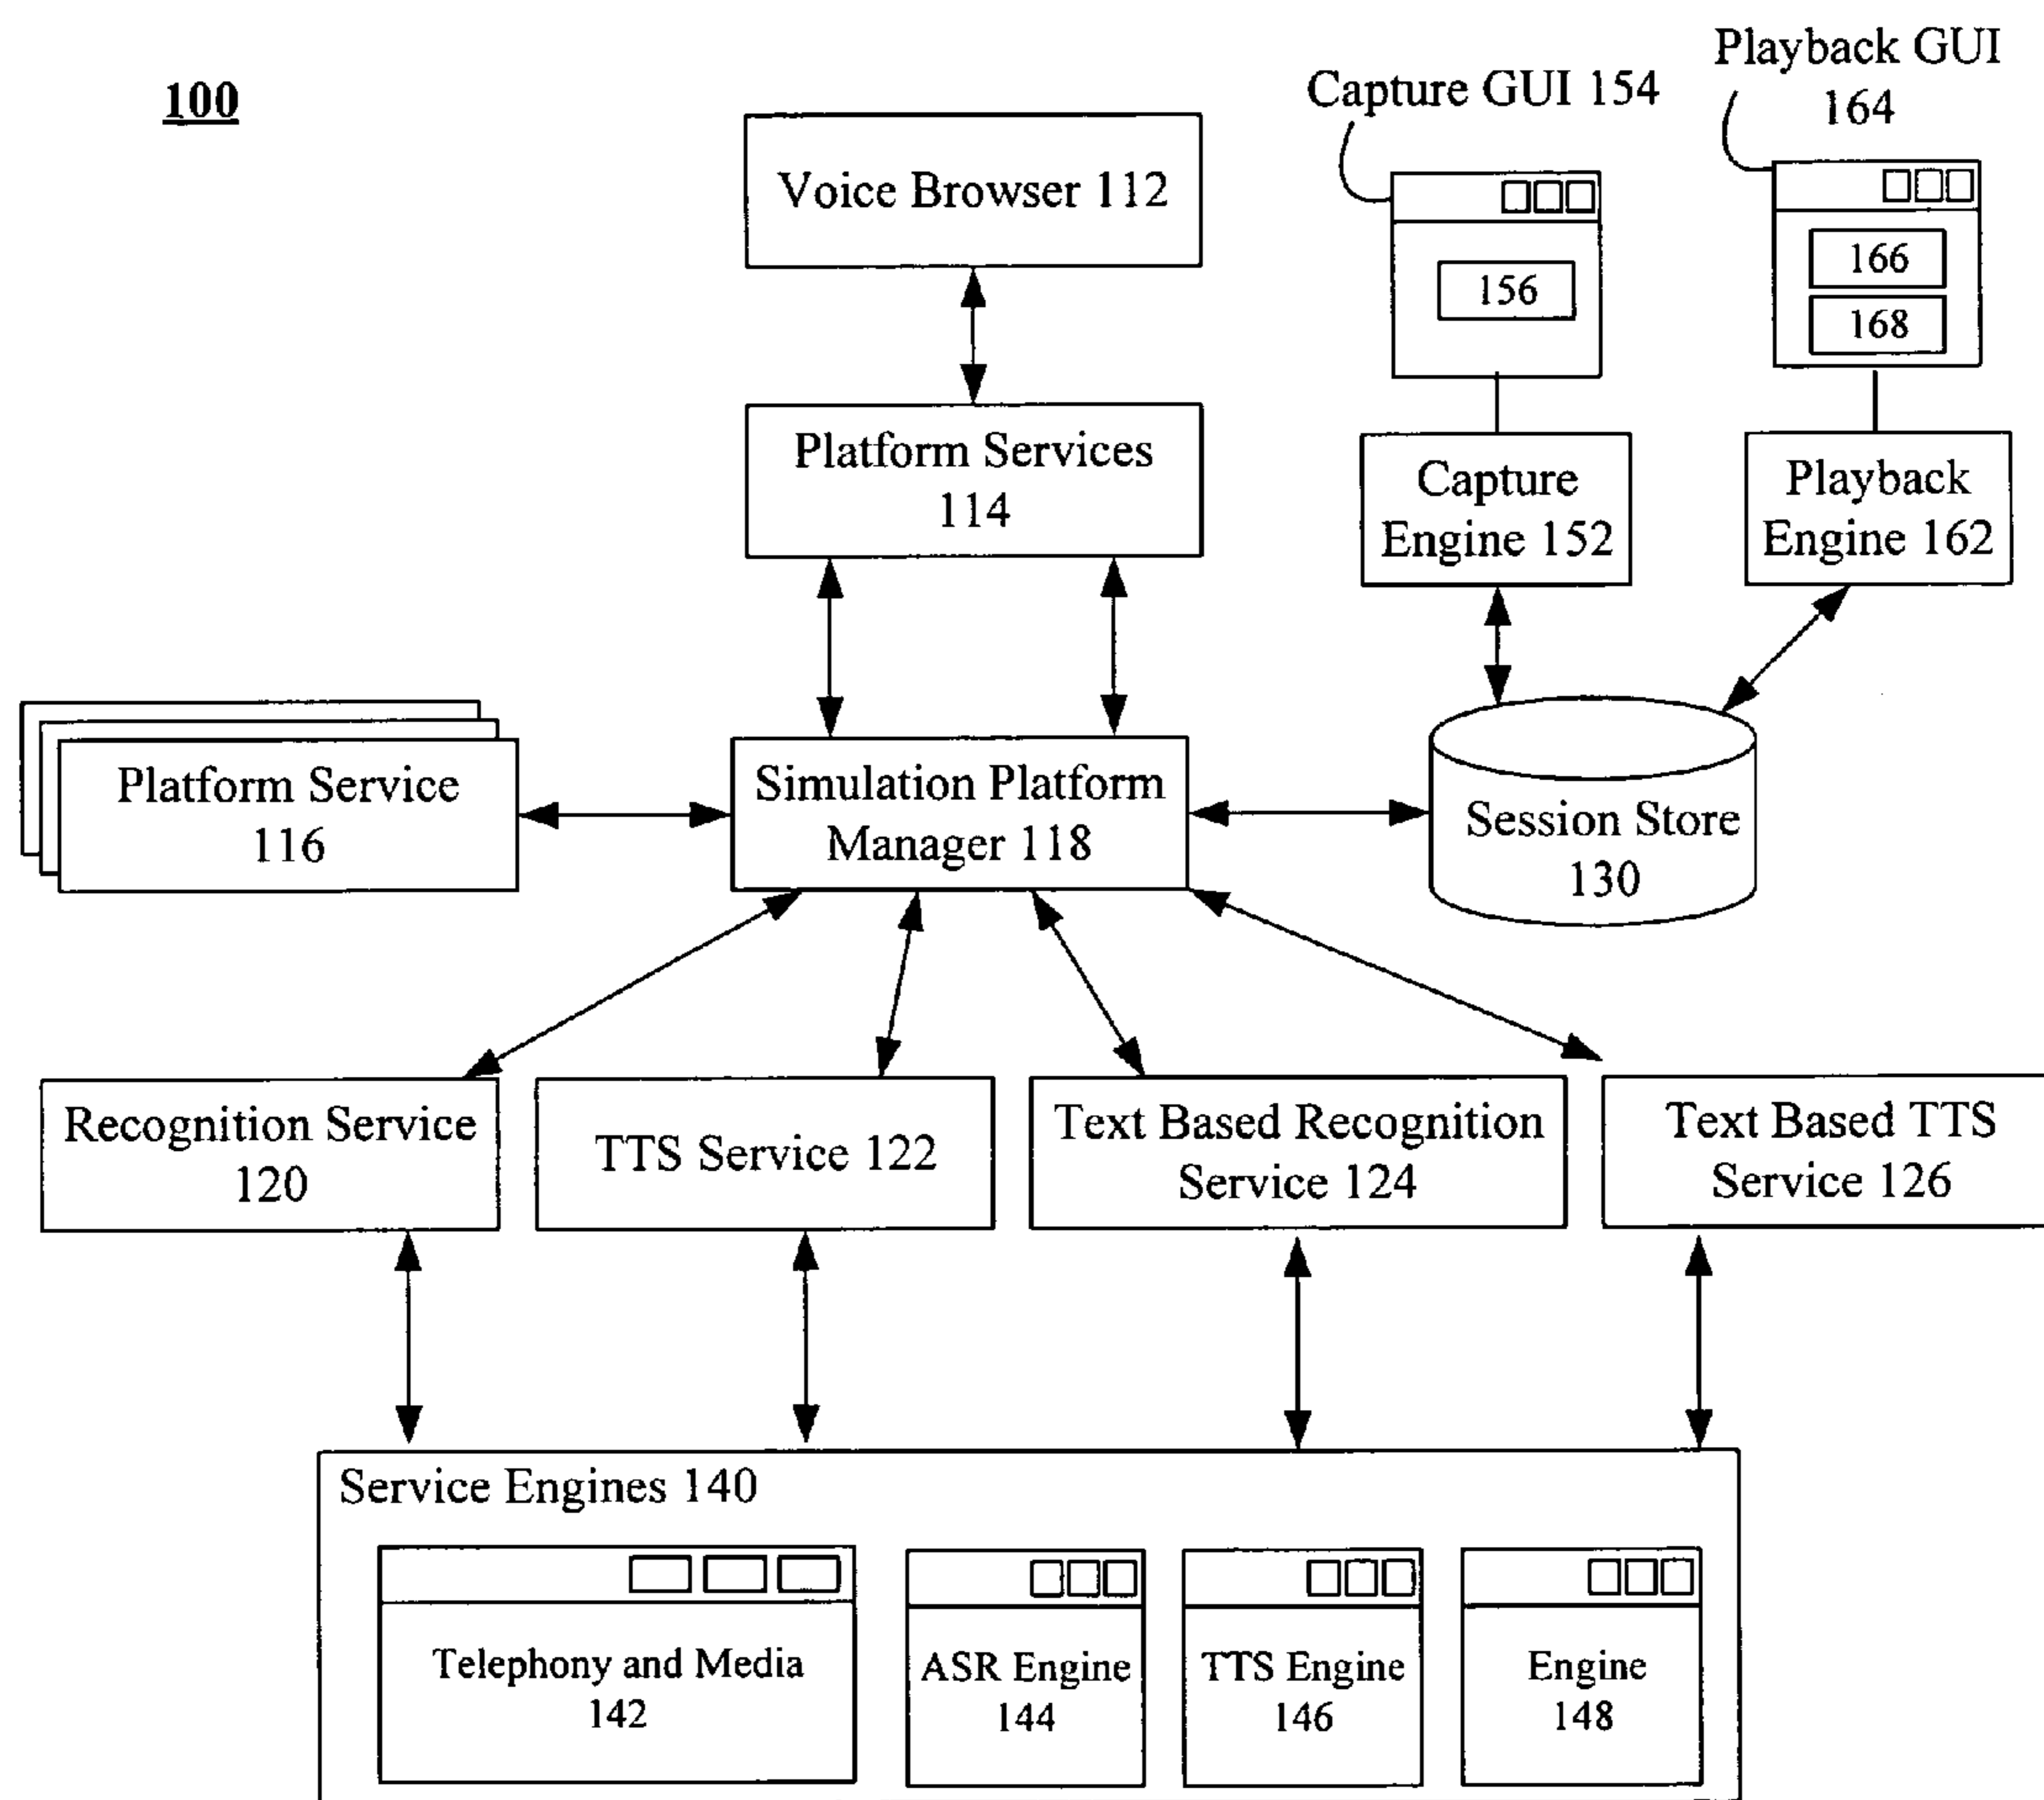 100
Playback GUI
164
Capture GUI 154
Voice Browser 112
156
166
168
Platform Services
114
Capture
Engine 152
Playback
Engine 162
Platform Service
116
Simulation Platform
Manager 118
Session Store
130
Recognition Service
120
TTS Service 122
Text Based Recognition
Service 124
Text Based TTS
Service 126
Service Engines 140
Telephony and Media
142
ASR Engine
144
TTS Engine
146
Engine
148